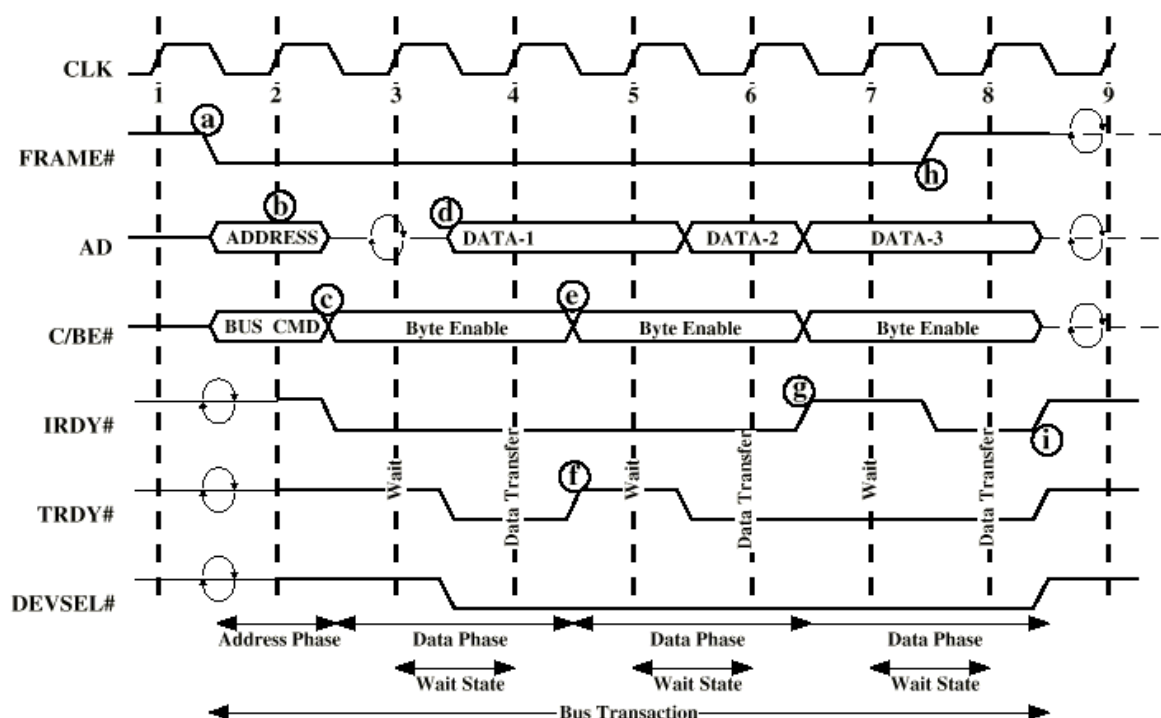 CLK
1 2 3 4 5 6 7 8 9
a
FRAME#
h
b
d
AD
ADDRESS DATA-1 DATA-2 DATA-3
c
e
C/BE#
BUS CMD Byte Enable Byte Enable Byte Enable
g
IRDY#
i
Wait
Data Transfer
Wait
Data Transfer
Wait
Data Transfer
f
TRDY#
DEVSEL#
Address Phase Data Phase Data Phase Data Phase
Wait State Wait State Wait State
Bus Transaction